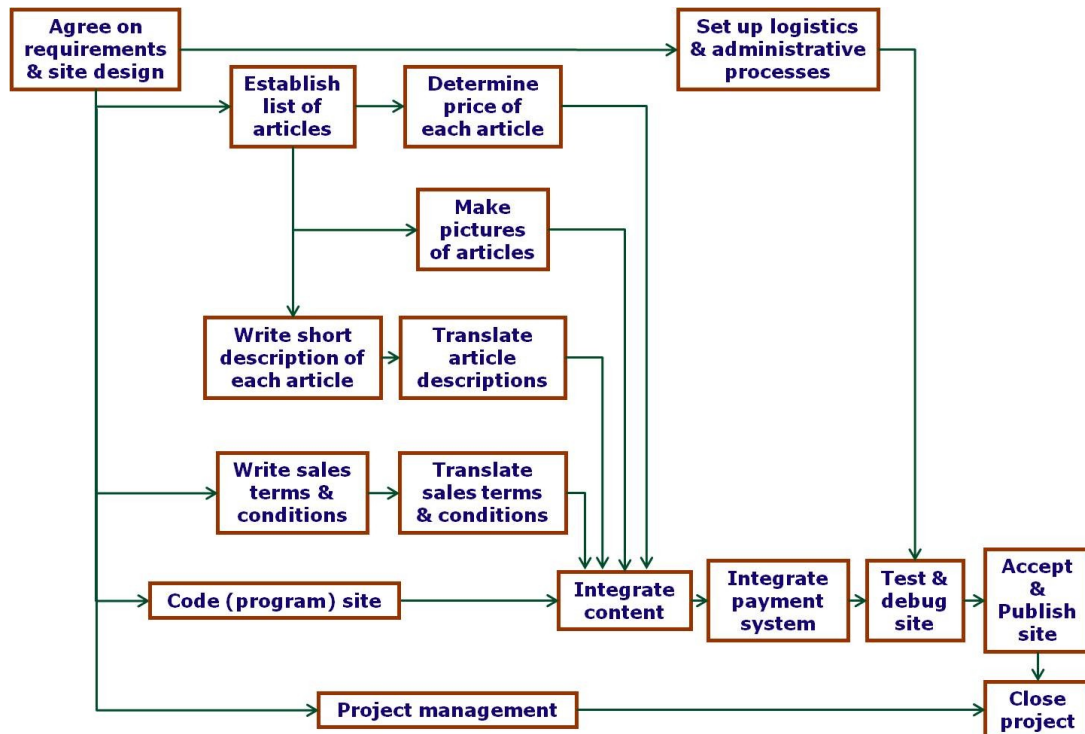 Agree on
requirements
& site design
Set up logistics
& administrative
processes
Establish
list of
articles
Determine
price of
each article
Make
pictures
of articles
Write short
description of
each article
Translate
article
descriptions
Write sales
terms &
conditions
Translate
sales terms
& conditions
Code (program) site
Integrate
content
Integrate
payment
system
Test &
debug
site
Accept
&
Publish
site
Project management
Close
project